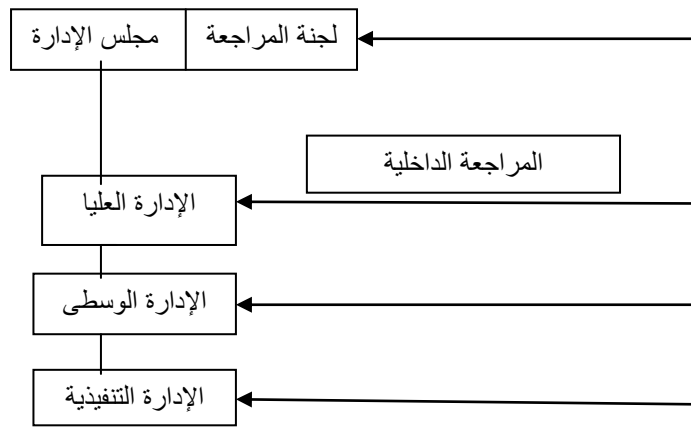 لجنة المراجعة
مجلس الإدارة
المراجعة الداخلية
الإدارة العليا
الإدارة الوسطى
الإدارة التنفيذية